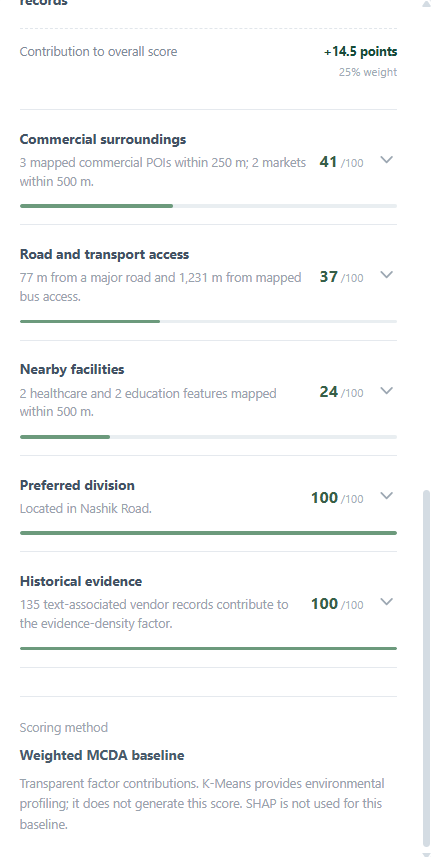 records
Contribution to overall score
+14.5 points
25% weight
Commercial surroundings
3 mapped commercial POIs within 250 m; 2 markets
within 500 m.
41 /100
Road and transport access
77 m from a major road and 1,231 m from mapped
bus access.
37 /100
Nearby facilities
2 healthcare and 2 education features mapped
within 500 m.
24 /100
Preferred division
Located in Nashik Road.
100 /100
Historical evidence
135 text-associated vendor records contribute to
the evidence-density factor.
100 /100
Scoring method
Weighted MCDA baseline
Transparent factor contributions. K-Means provides environmental
profiling; it does not generate this score. SHAP is not used for this
baseline.